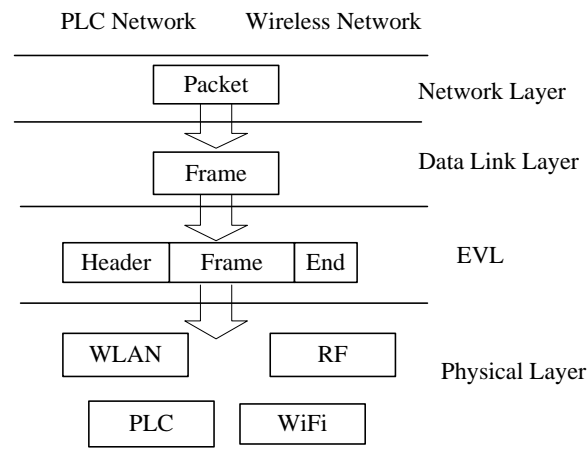 PLC Network Wireless Network
Packet
Network Layer
Frame
Data Link Layer
Header Frame End
EVL
WLAN RF
Physical Layer
PLC WiFi